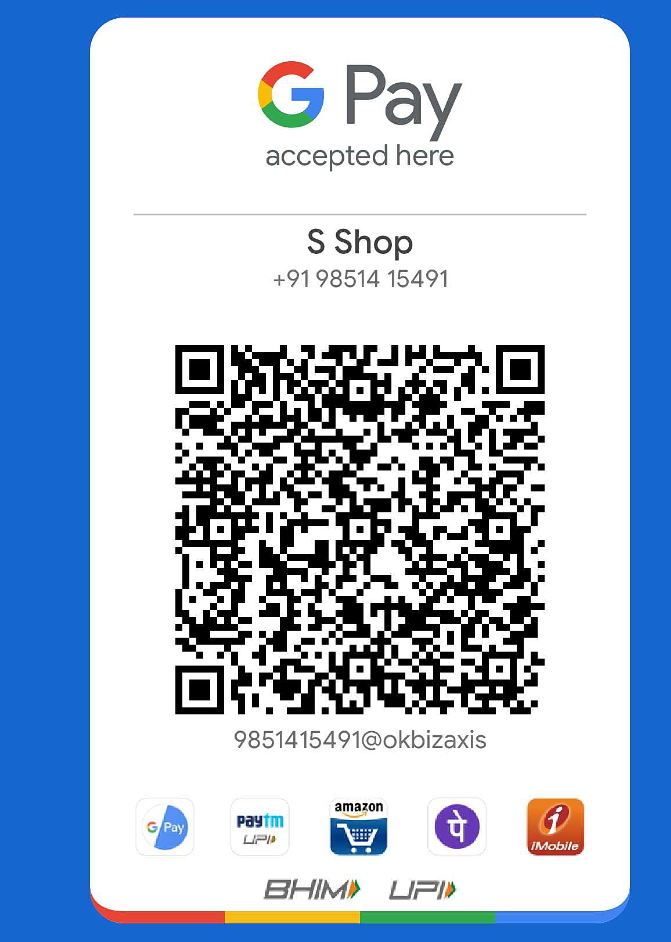 G Pay
accepted here
S Shop
+91 98514 15491
9851415491@okbizaxis
G Pay
paytm
UPI
amazon
पे
i
iMobile
BHIM UPI